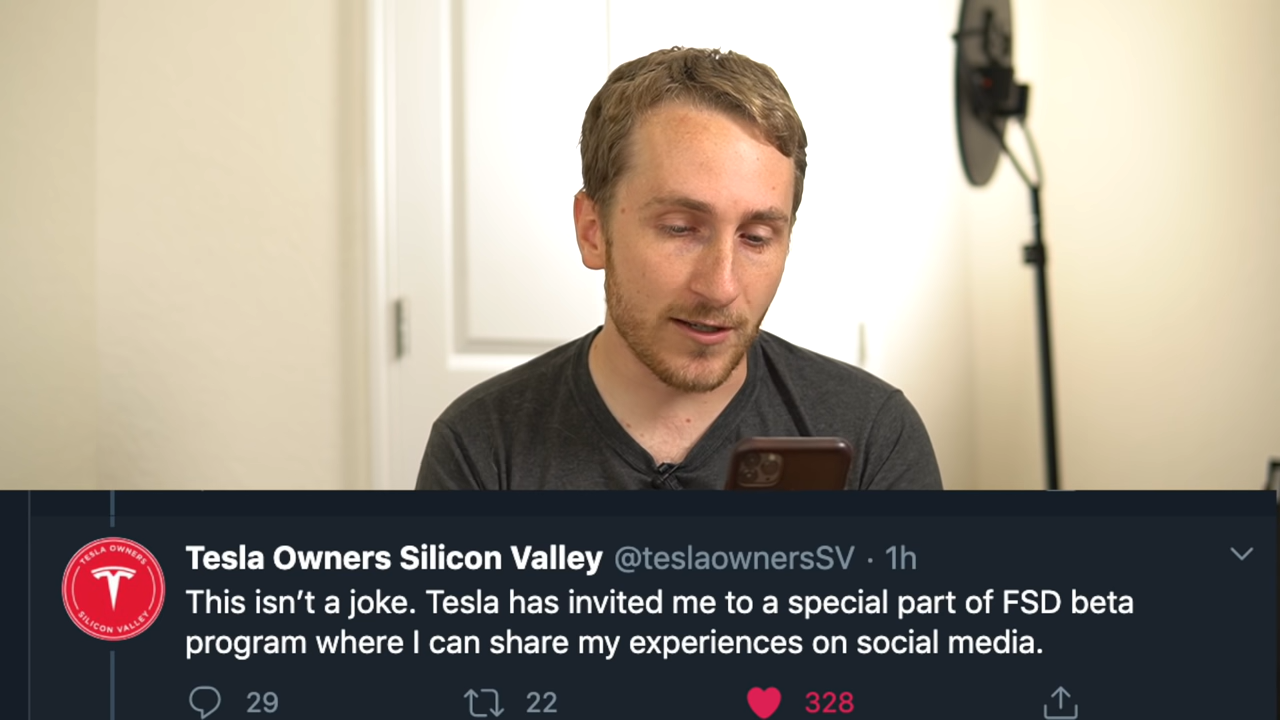 TESLA OWNERS
SILICON VALLEY
Tesla Owners Silicon Valley @teslaownersSV · 1h
This isn’t a joke. Tesla has invited me to a special part of FSD beta
program where I can share my experiences on social media.
29 22 328